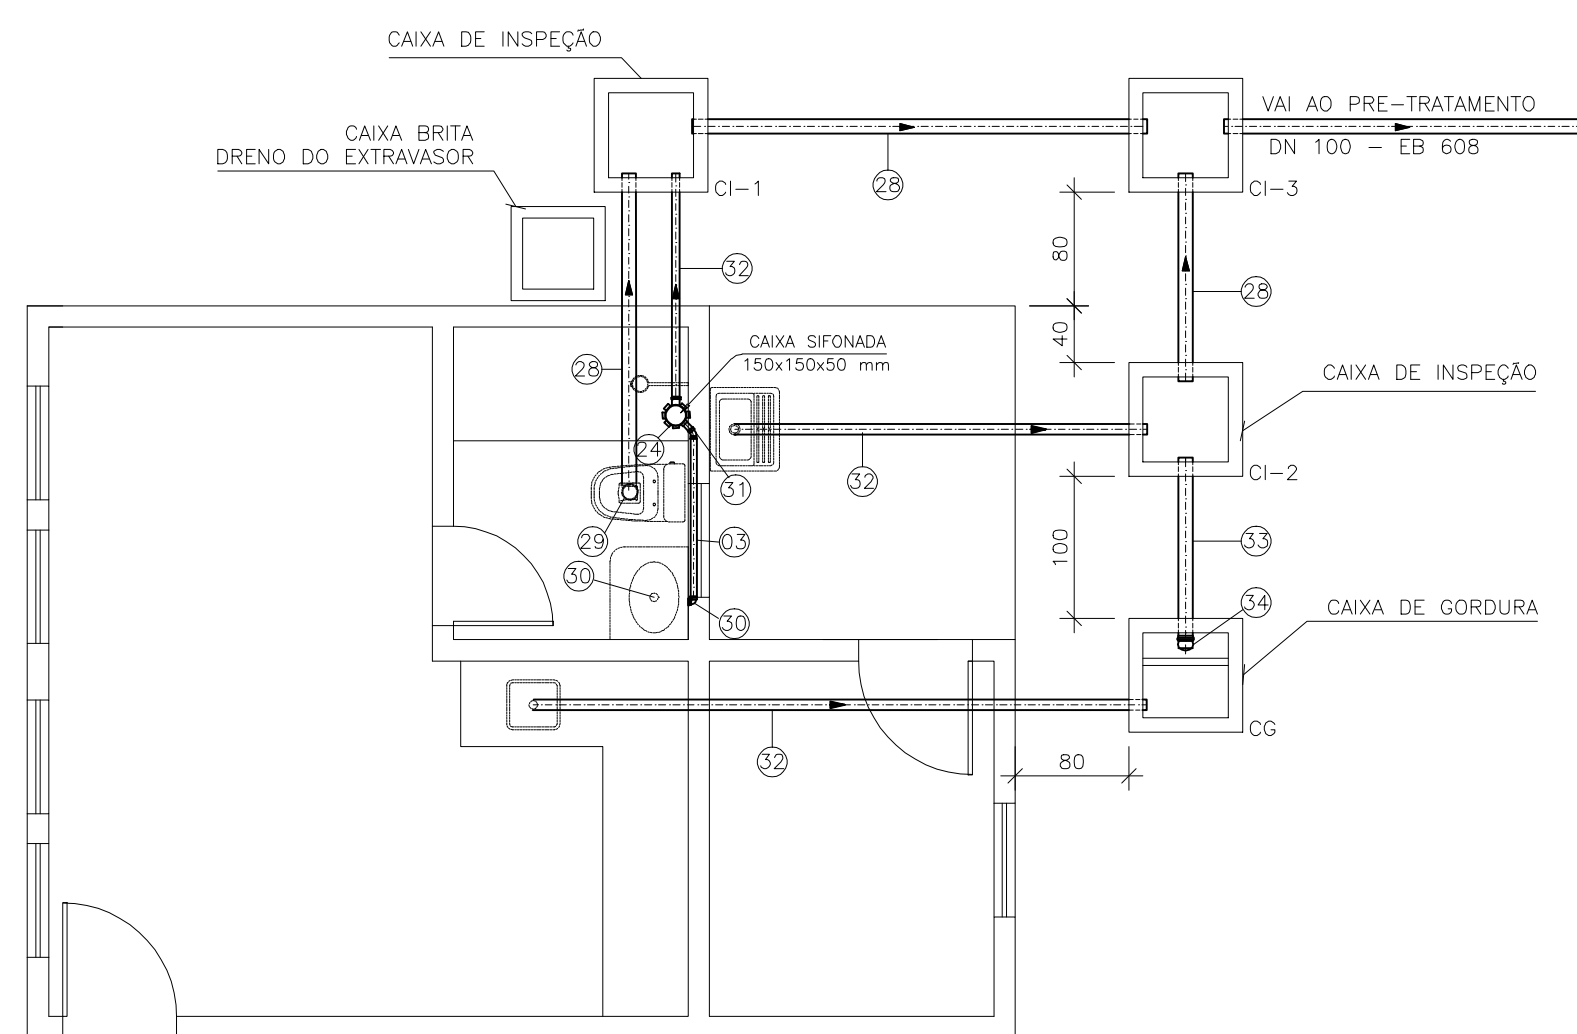 CAIXA DE INSPEÇÃO
CAIXA BRITA
DRENO DO EXTRAVASOR
VAI AO PRE-TRATAMENTO
DN 100 - EB 608
CI-1
28
CI-3
80
32
28
40
CAIXA SIFONADA
150x150x50 mm
28
CAIXA DE INSPEÇÃO
24
31
32
CI-2
29
03
100
33
30
30
34
CAIXA DE GORDURA
CG
32
80